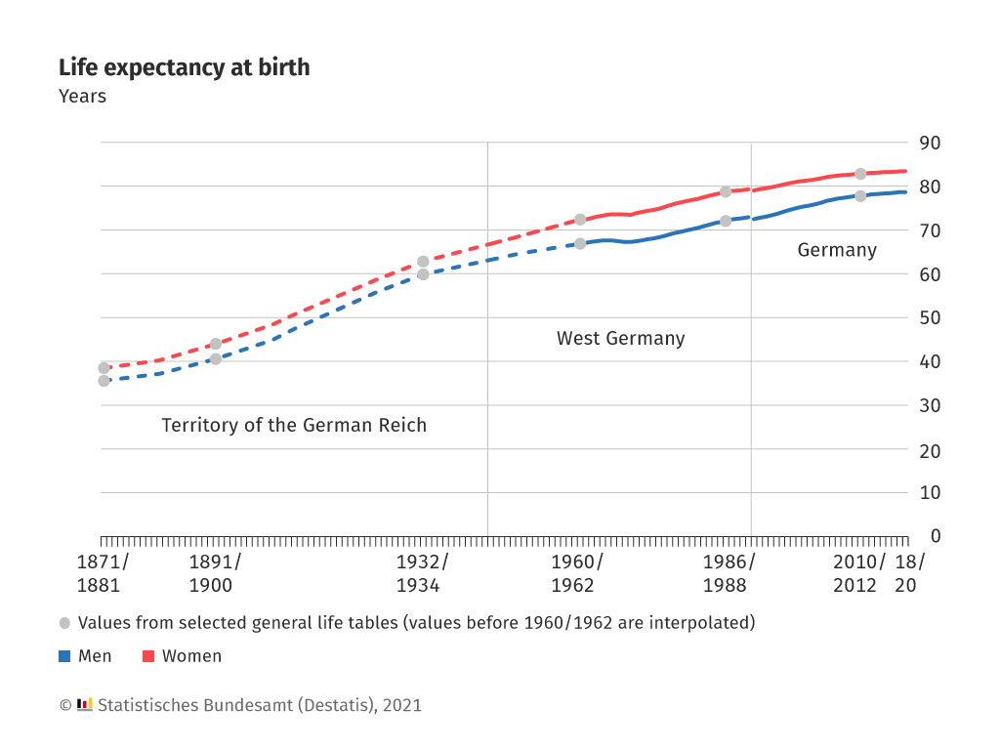 Life expectancy at birth
Years
90
80
70
60
50
40
30
20
10
0
Germany
West Germany
Territory of the German Reich
1871/ 1891/ 1932/ 1960/ 1986/ 2010/ 18/
1881 1900 1934 1962 1988 2012 20
Values from selected general life tables (values before 1960/1962 are interpolated)
Men Women
© Statistisches Bundesamt (Destatis), 2021